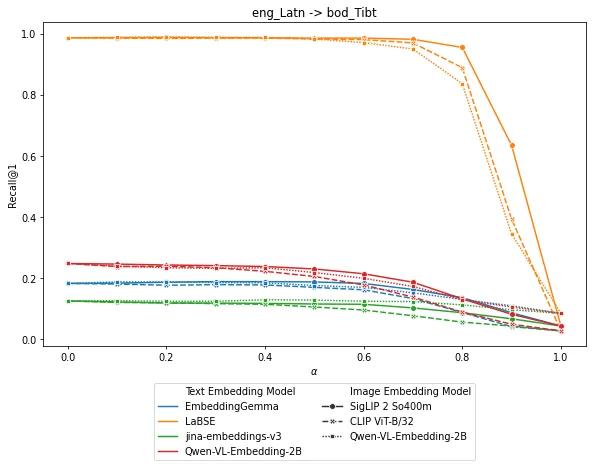 eng_Latn -> bod_Tibt
Recall@1
1.0
0.8
0.6
0.4
0.2
0.0
0.0 0.2 0.4 0.6 0.8 1.0
α
Text Embedding Model Image Embedding Model
EmbeddingGemma SigLIP 2 So400m
LaBSE CLIP ViT-B/32
jina-embeddings-v3 Qwen-VL-Embedding-2B
Qwen-VL-Embedding-2B